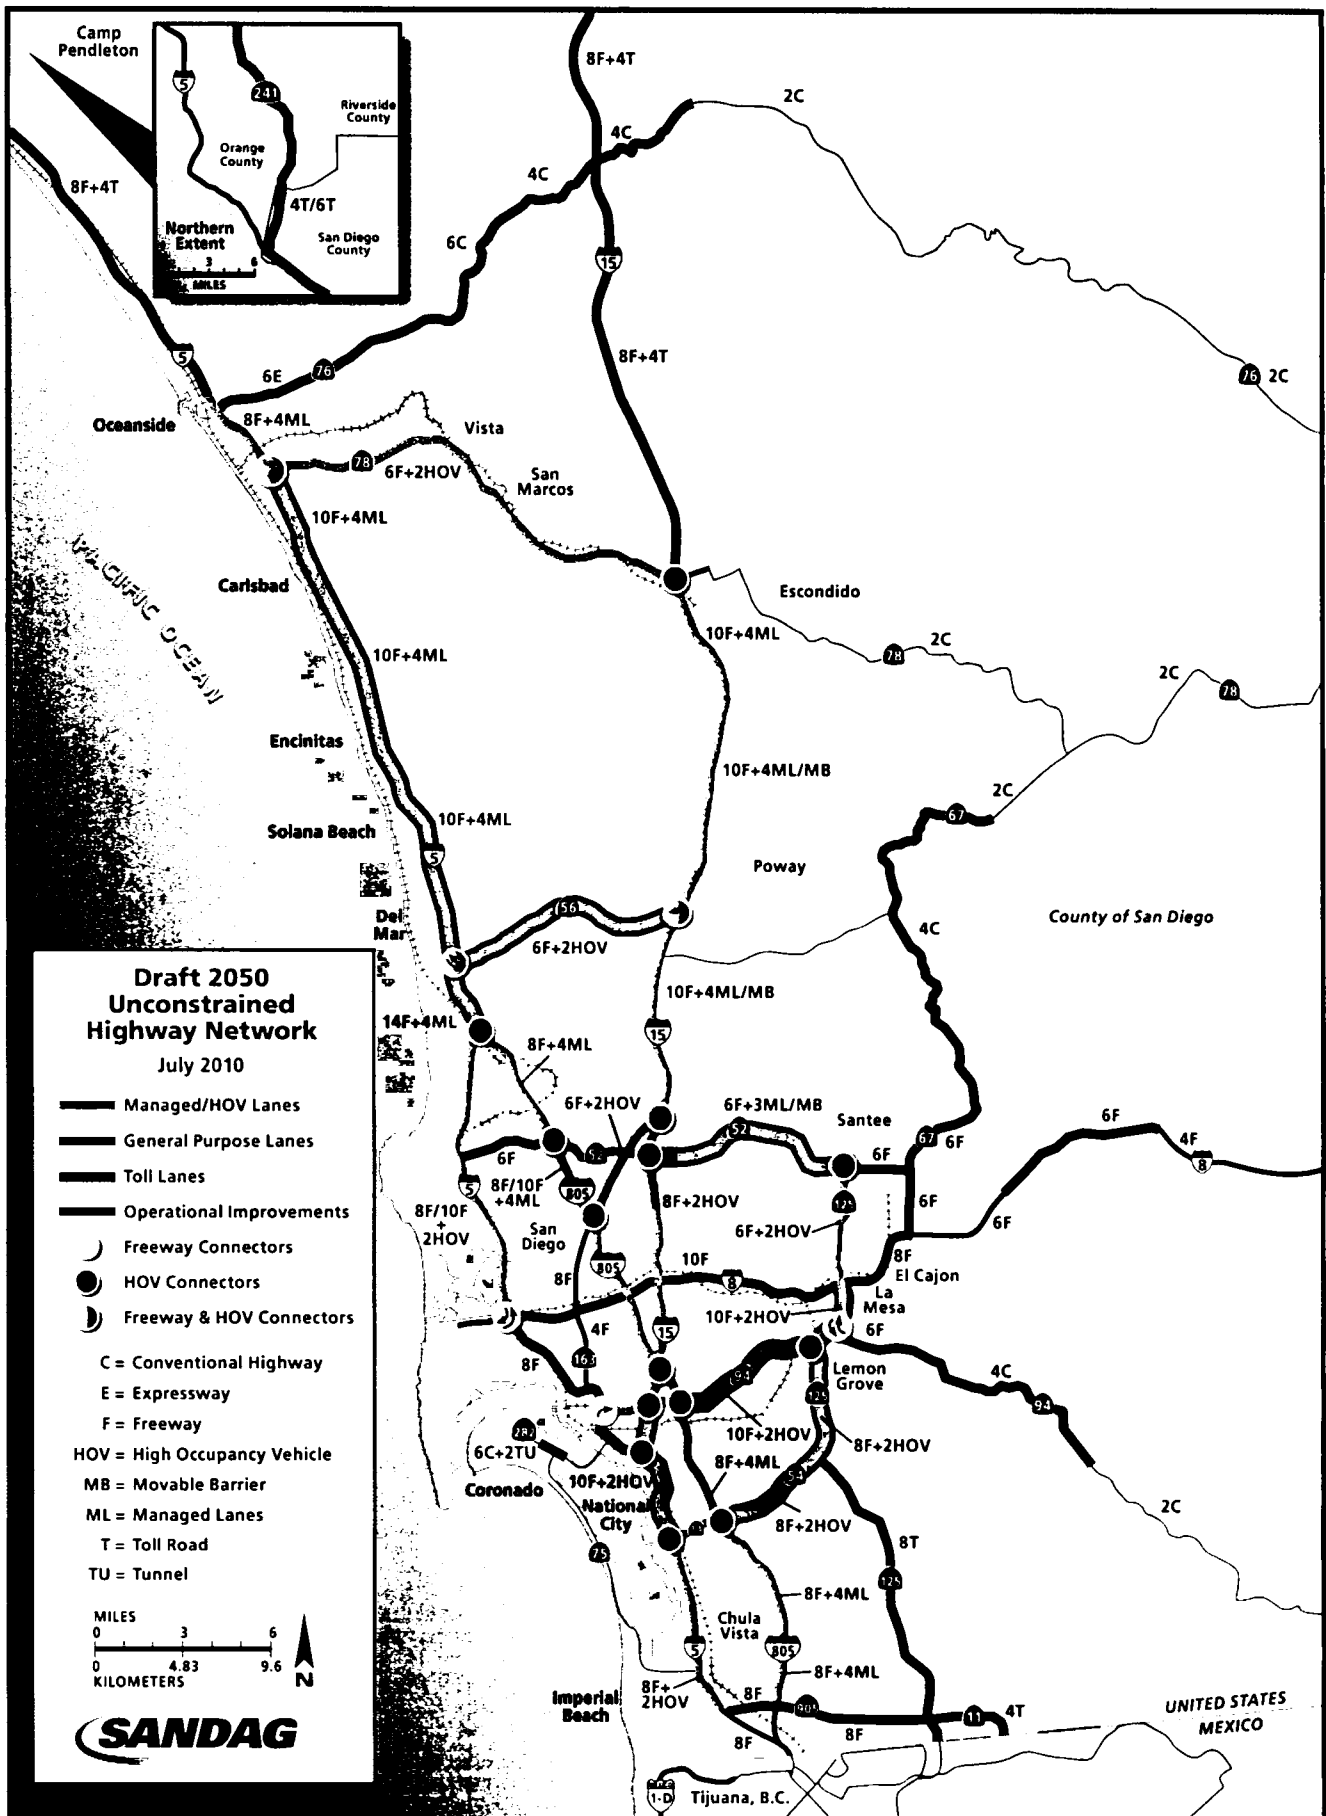 Camp
Pendleton
5
241
Riverside
County
Orange
County
4T/6T
Northern
Extent
San Diego
County
3 6
MILES
8F+4T
8F+4T
2C
4C
4C
6C
15
8F+4T
5
6E
76
76
2C
Oceanside
8F+4ML
Vista
78
6F+2HOV
San
Marcos
10F+4ML
PACIFIC OCEAN
Carlsbad
Escondido
10F+4ML
2C
78
10F+4ML
2C
78
Encinitas
10F+4ML/MB
2C
67
10F+4ML
Solana Beach
5
Poway
56
County of San Diego
Del
Mar
4C
6F+2HOV
10F+4ML/MB
14F+4ML
15
8F+4ML
6F+2HOV
6F+3ML/MB
52
Santee
6F
67
6F
6F
4F
8
6F
52
6F
8F/10F
+4ML
805
5
8F+2HOV
125
6F
6F
8F/10F
+
2HOV
San
Diego
6F+2HOV
805
10F
8
8F
El Cajon
8F
La
Mesa
10F+2HOV
4F
15
6F
8F
163
94
Lemon
Grove
4C
94
125
282
6C+2TU
10F+2HOV
8F+2HOV
Coronado
10F+2HOV
8F+4ML
54
National
City
8F+2HOV
2C
8T
75
125
8F+4ML
Chula
Vista
5
805
8F+4ML
8F+
2HOV
Imperial
Beach
8F
905
8F
11
4T
8F
UNITED STATES
MEXICO
1-D
Tijuana, B.C.
Draft 2050
Unconstrained
Highway Network
July 2010
Managed/HOV Lanes
General Purpose Lanes
Toll Lanes
Operational Improvements
Freeway Connectors
HOV Connectors
Freeway & HOV Connectors
C = Conventional Highway
E = Expressway
F = Freeway
HOV = High Occupancy Vehicle
MB = Movable Barrier
ML = Managed Lanes
T = Toll Road
TU = Tunnel
MILES
0 3 6
0 4.83 9.6
KILOMETERS
N
SANDAG